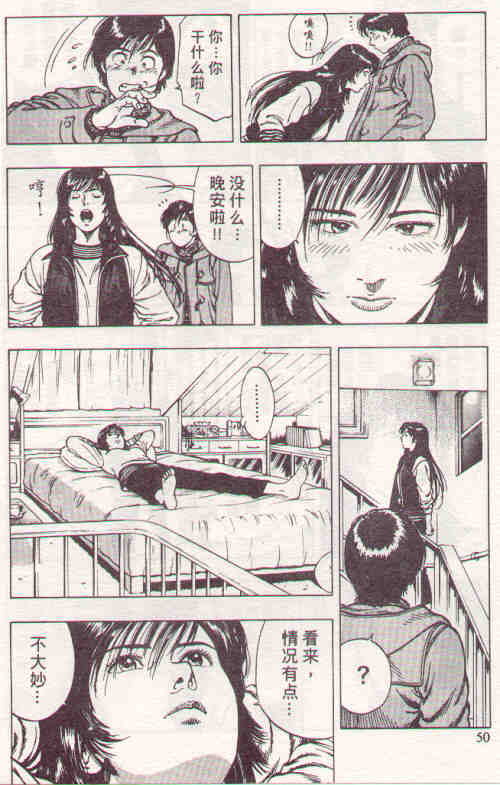 …
嗅嗅!!
你…你
干什么啦?
…………
没什么…
晚安啦!!
哼!
?
………
看来,
情况有点…
不大妙…
50